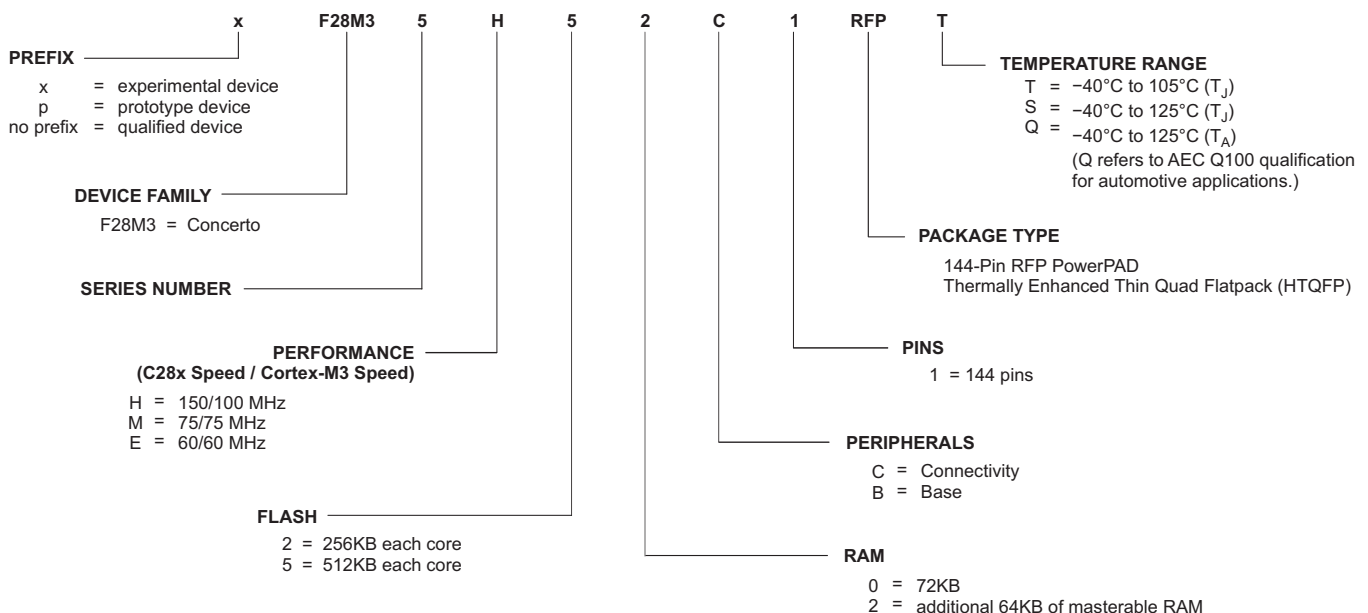 x F28M3 5 H 5 2 C 1 RFP T
PREFIX
x = experimental device
p = prototype device
no prefix = qualified device
TEMPERATURE RANGE
T = −40°C to 105°C (TJ)
S = −40°C to 125°C (TJ)
Q = −40°C to 125°C (TA)
(Q refers to AEC Q100 qualification
for automotive applications.)
DEVICE FAMILY
F28M3 = Concerto
PACKAGE TYPE
144-Pin RFP PowerPAD
Thermally Enhanced Thin Quad Flatpack (HTQFP)
SERIES NUMBER
PERFORMANCE
(C28x Speed / Cortex-M3 Speed)
H = 150/100 MHz
M = 75/75 MHz
E = 60/60 MHz
PINS
1 = 144 pins
PERIPHERALS
C = Connectivity
B = Base
FLASH
2 = 256KB each core
5 = 512KB each core
RAM
0 = 72KB
2 = additional 64KB of masterable RAM